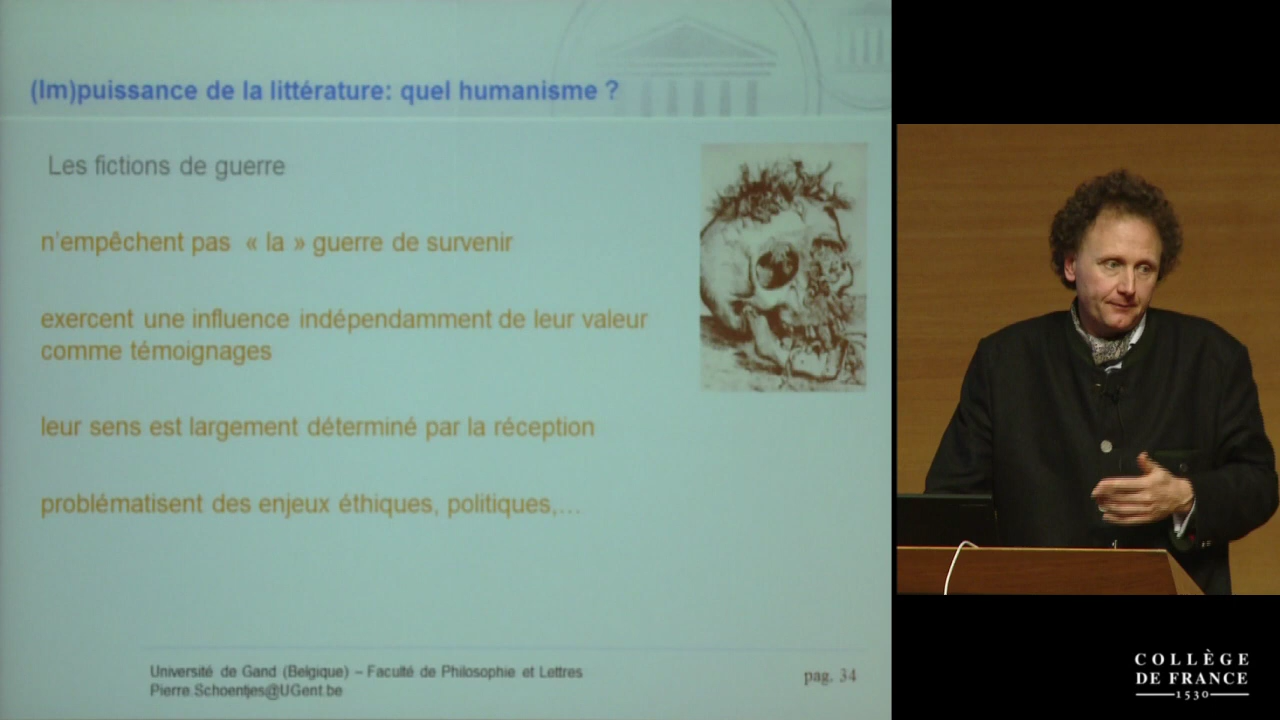 (Im)puissance de la littérature: quel humanisme ?
Les fictions de guerre
n'empêchent pas « la » guerre de survenir
exercent une influence indépendamment de leur valeur
comme témoignages
leur sens est largement déterminé par la réception
problématisent des enjeux éthiques, politiques,...
Université de Gand (Belgique) – Faculté de Philosophie et Lettres
Pierre.Schoentjes@UGent.be
pag. 34
COLLÈGE
DE FRANCE
1530